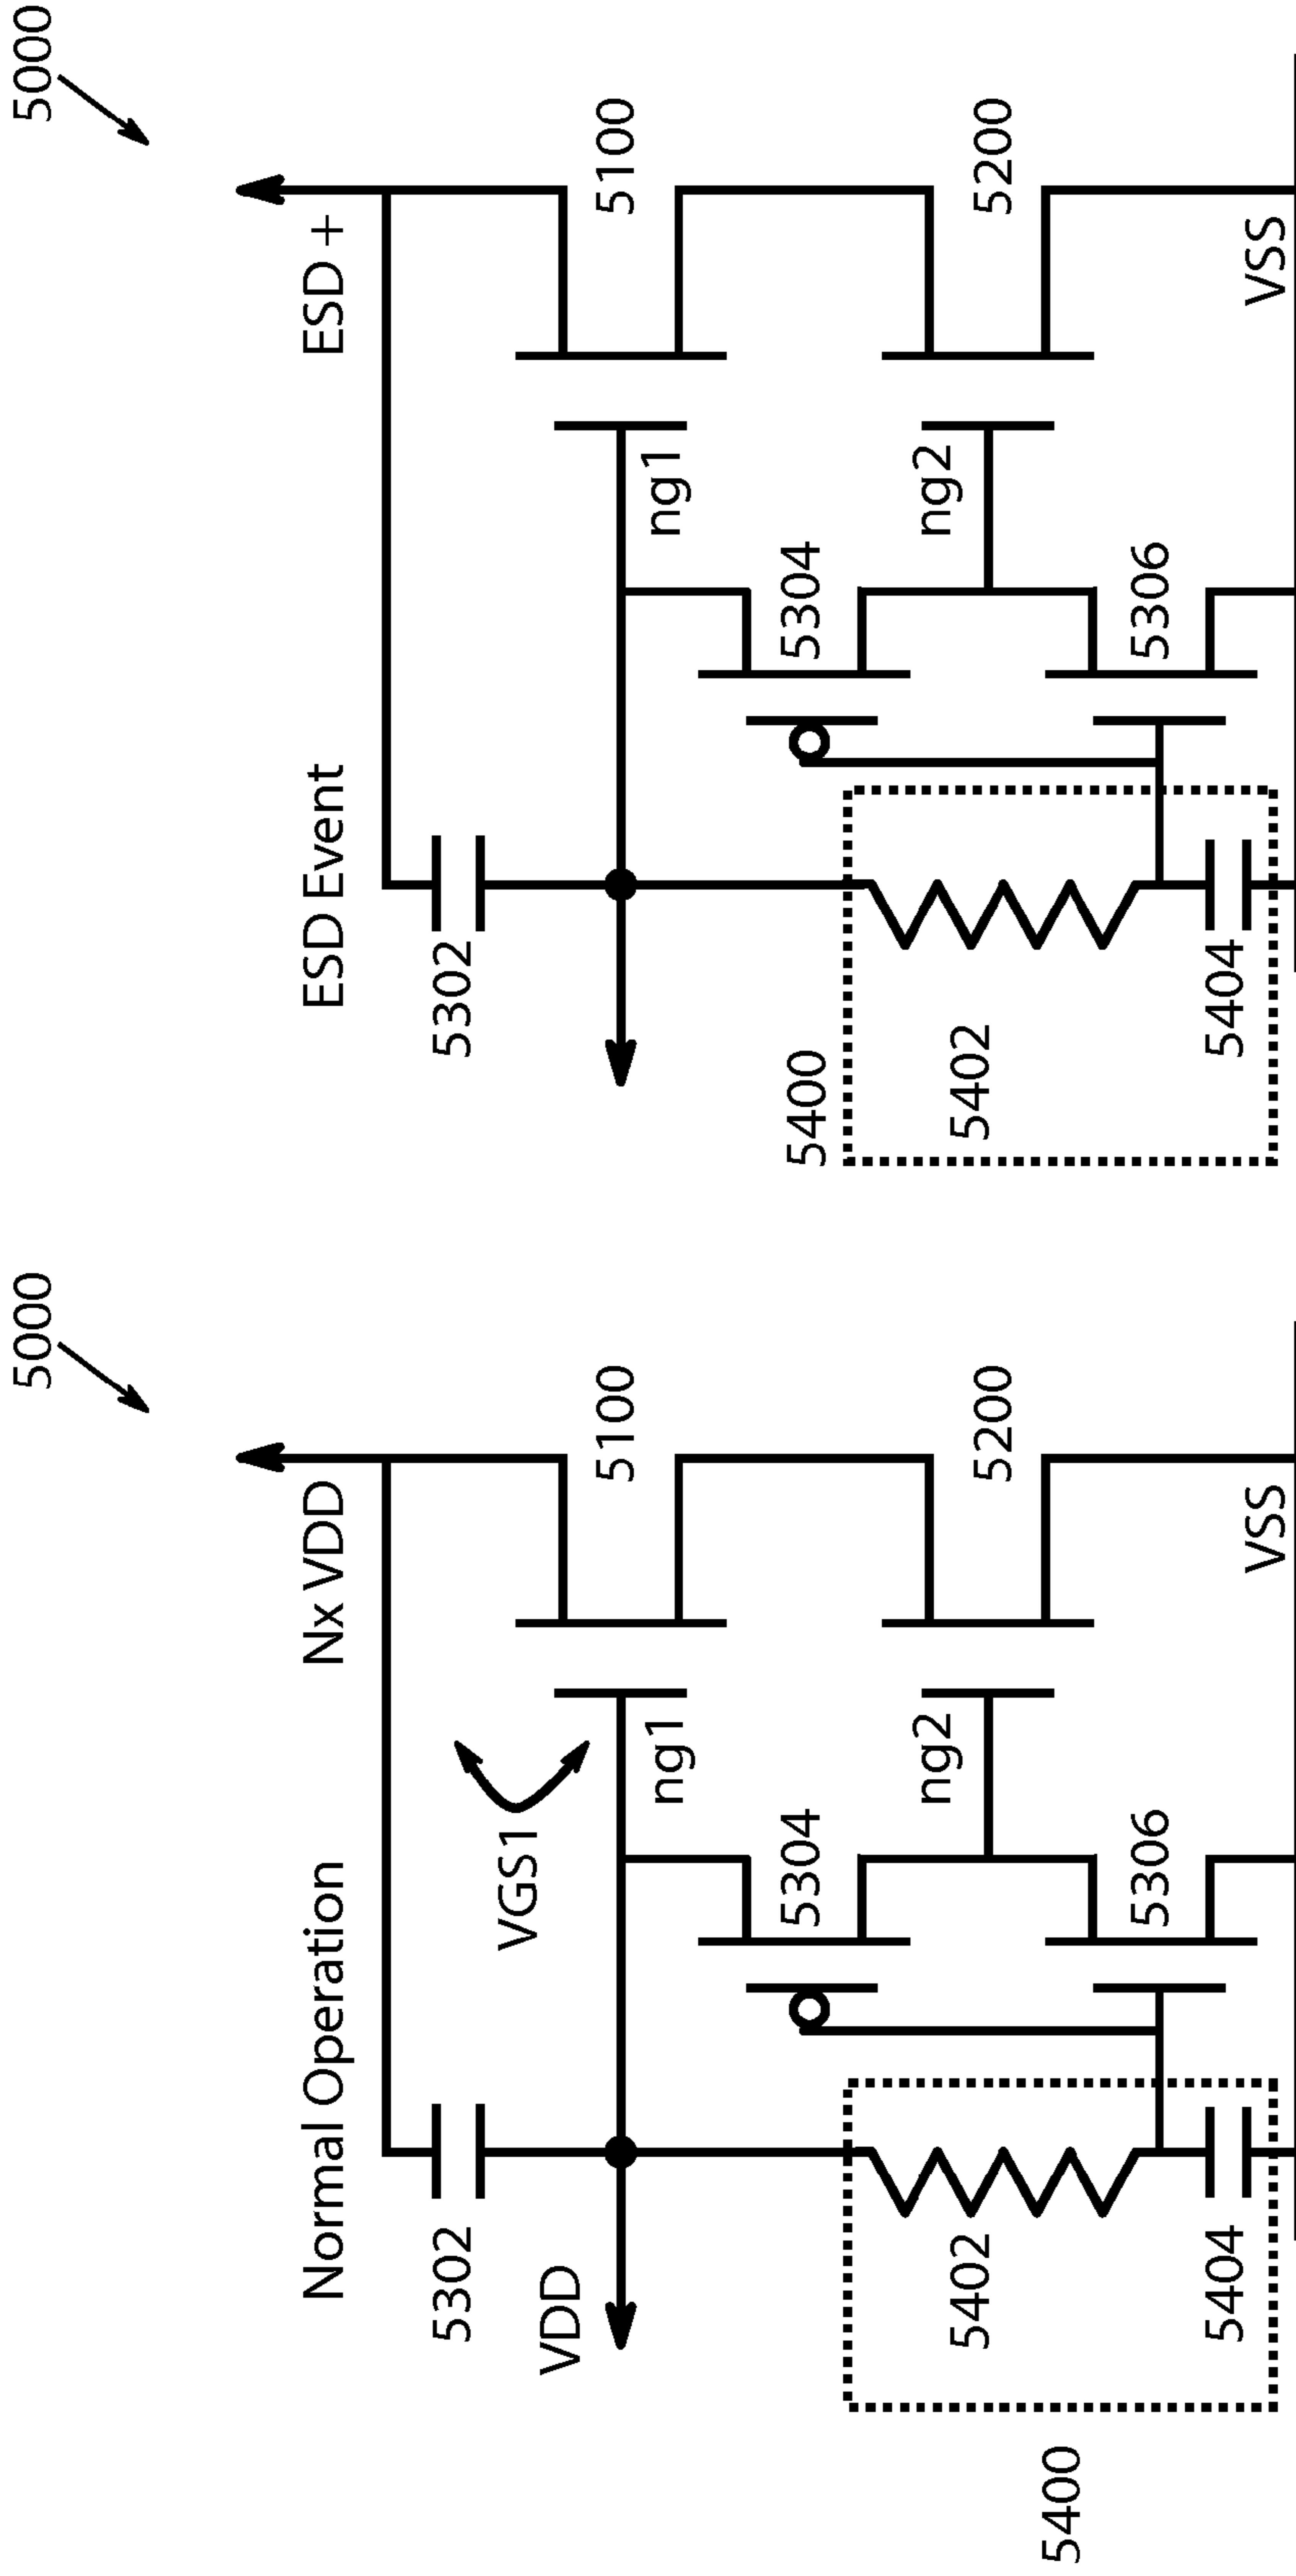 5000
Normal Operation
Nx VDD
5302
VGS1
VDD
5100
ng1
5304
5402
ng2
5200
5400
5306
5404
VSS
5000
ESD Event
ESD +
5302
5100
ng1
5400
5304
5402
ng2
5200
5306
5404
VSS